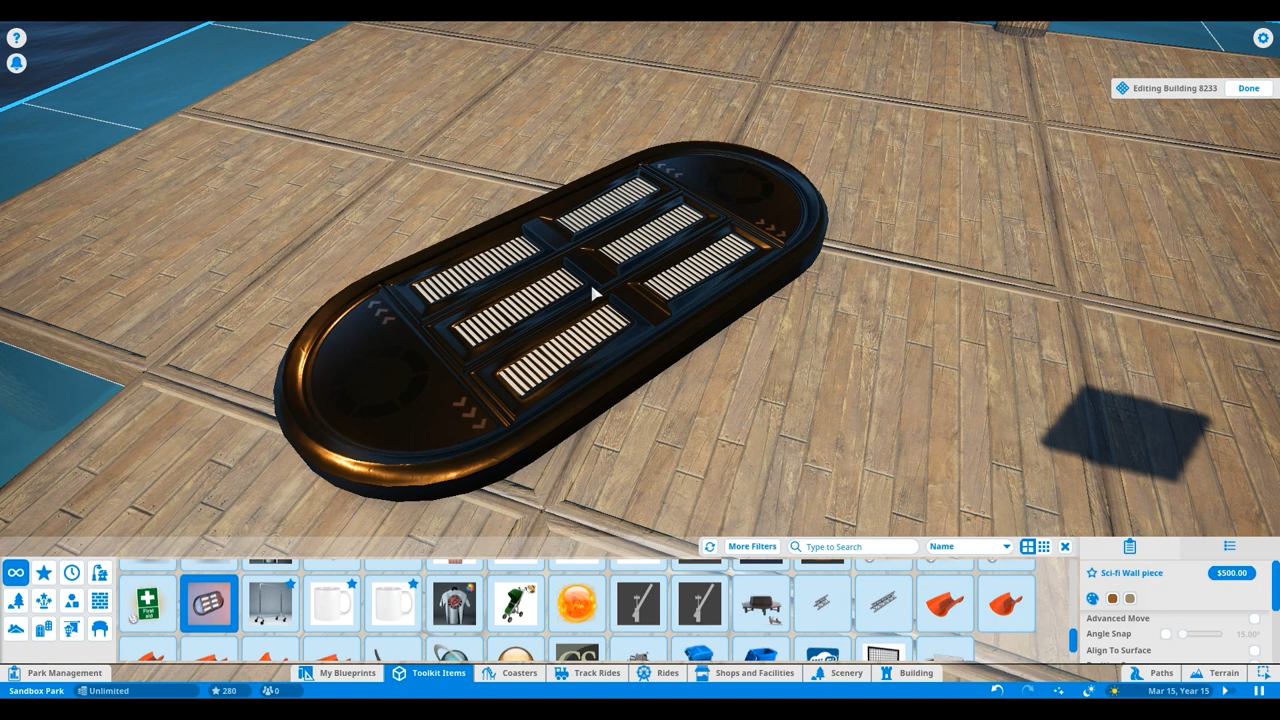 ?
Editing Building 8233 Done
More Filters Type to Search Name
First aid
Sci-fi Wall piece $500.00
Advanced Move
Angle Snap 15.00°
Align To Surface
Park Management My Blueprints Toolkit Items Coasters Track Rides Rides Shops and Facilities Scenery Building Paths Terrain
Sandbox Park Unlimited 280 0 Mar 15, Year 15